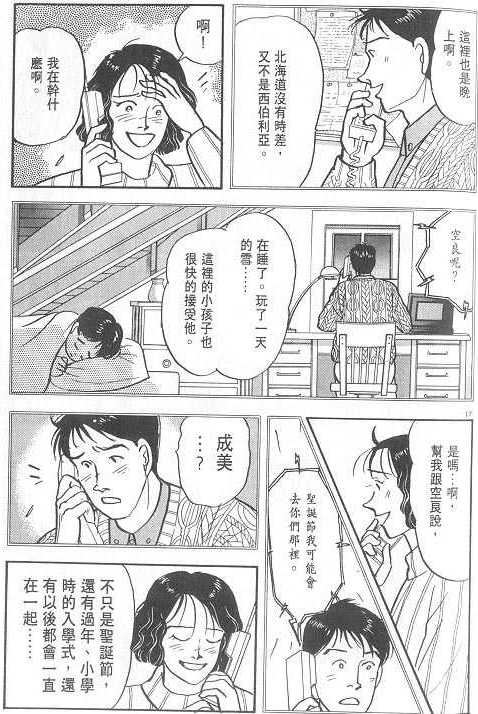 這裡也是晚
上啊。
北海道沒有時差，
又不是西伯利亞。
啊！
我在幹什
麼啊。
空良呢？
在睡了。玩了一天
的雪……
這裡的小孩子也
很快的接受他。
17
是嗎…啊，
幫我跟空良說，
聖誕節我可能會
去你們那裡。
成美
…？
不只是聖誕節，
還有過年、小學
時的入學式，還
有以後都會一直
在一起……